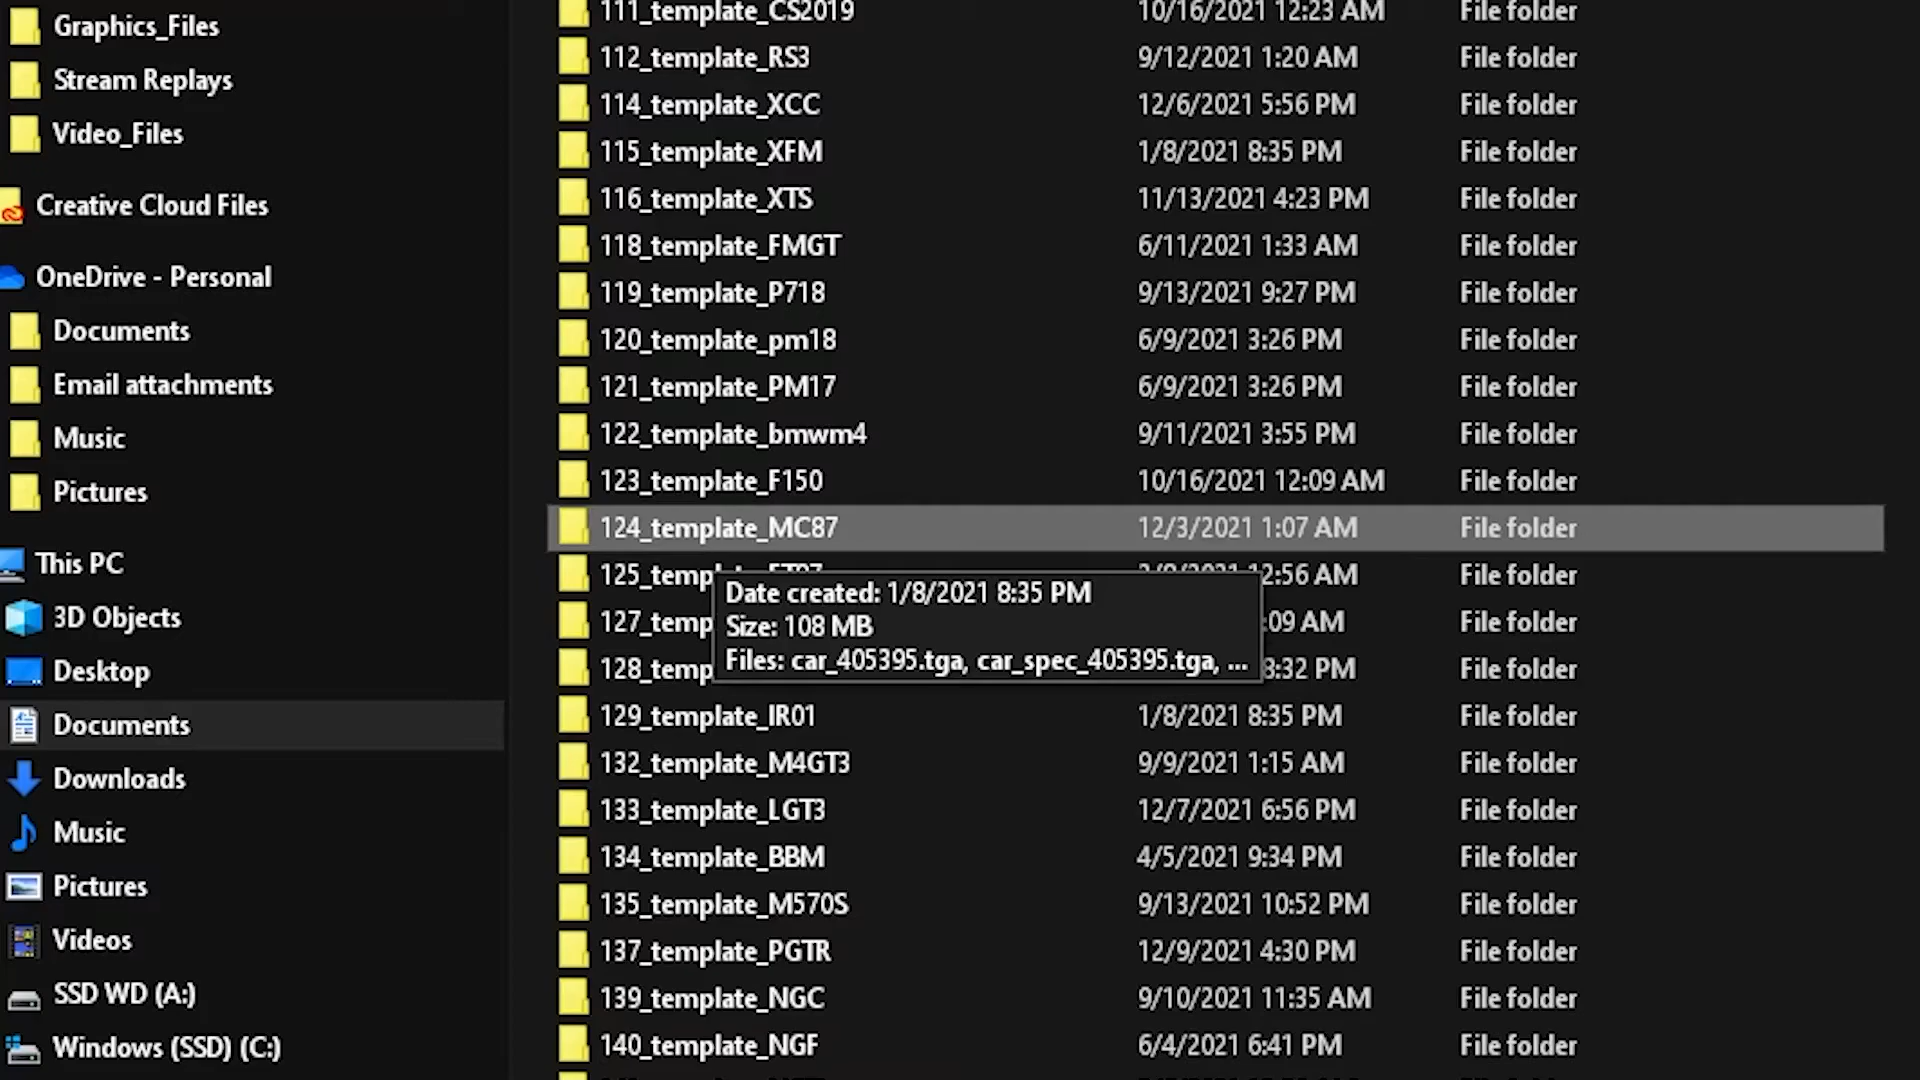 Graphics_Files
Stream Replays
Video_Files
Creative Cloud Files
OneDrive - Personal
Documents
Email attachments
Music
Pictures
This PC
3D Objects
Desktop
Documents
Downloads
Music
Pictures
Videos
SSD WD (A:)
Windows (SSD) (C:)
111_template_CS2019 10/16/2021 12:23 AM File folder
112_template_RS3 9/12/2021 1:20 AM File folder
114_template_XCC 12/6/2021 5:56 PM File folder
115_template_XFM 1/8/2021 8:35 PM File folder
116_template_XTS 11/13/2021 4:23 PM File folder
118_template_FMGT 6/11/2021 1:33 AM File folder
119_template_P718 9/13/2021 9:27 PM File folder
120_template_pm18 6/9/2021 3:26 PM File folder
121_template_PM17 6/9/2021 3:26 PM File folder
122_template_bmwm4 9/11/2021 3:55 PM File folder
123_template_F150 10/16/2021 12:09 AM File folder
124_template_MC87 12/3/2021 1:07 AM File folder
125_temp 12:56 AM File folder
Date created: 1/8/2021 8:35 PM
Size: 108 MB
Files: car_405395.tga, car_spec_405395.tga, ...
127_temp :09 AM File folder
128_temp 8:32 PM File folder
129_template_IR01 1/8/2021 8:35 PM File folder
132_template_M4GT3 9/9/2021 1:15 AM File folder
133_template_LGT3 12/7/2021 6:56 PM File folder
134_template_BBM 4/5/2021 9:34 PM File folder
135_template_M570S 9/13/2021 10:52 PM File folder
137_template_PGTR 12/9/2021 4:30 PM File folder
139_template_NGC 9/10/2021 11:35 AM File folder
140_template_NGF 6/4/2021 6:41 PM File folder